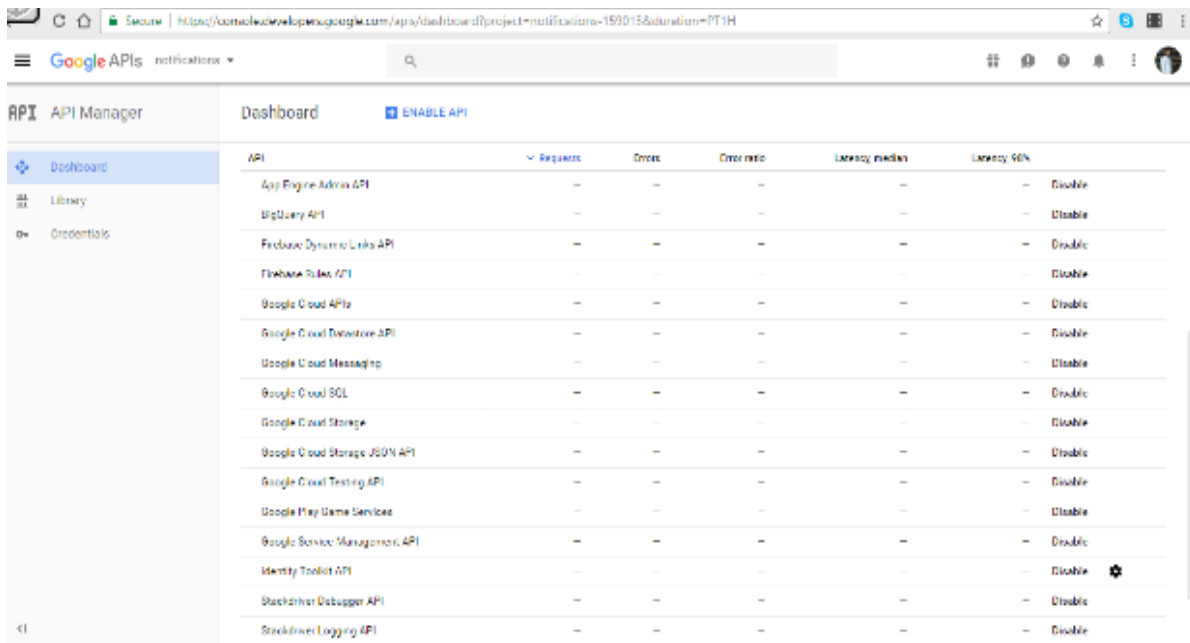 Secure | https://console.developers.google.com/apis/dashboard?project=notifications-159013&duration=PT1H
Google APIs notifications
API API Manager
Dashboard ENABLE API
Dashboard
Library
Credentials
API Requests Errors Error ratio Latency, median Latency, 98%
App Engine Admin API — — — — — Disable
BigQuery API — — — — — Disable
Firebase Dynamic Links API — — — — — Disable
Firebase Rules API — — — — — Disable
Google Cloud APIs — — — — — Disable
Google Cloud Datastore API — — — — — Disable
Google Cloud Messaging — — — — — Disable
Google Cloud SQL — — — — — Disable
Google Cloud Storage — — — — — Disable
Google Cloud Storage JSON API — — — — — Disable
Google Cloud Testing API — — — — — Disable
Google Play Game Services — — — — — Disable
Google Service Management API — — — — — Disable
Identity Toolkit API — — — — — Disable
Stackdriver Debugger API — — — — — Disable
Stackdriver Logging API — — — — — Disable